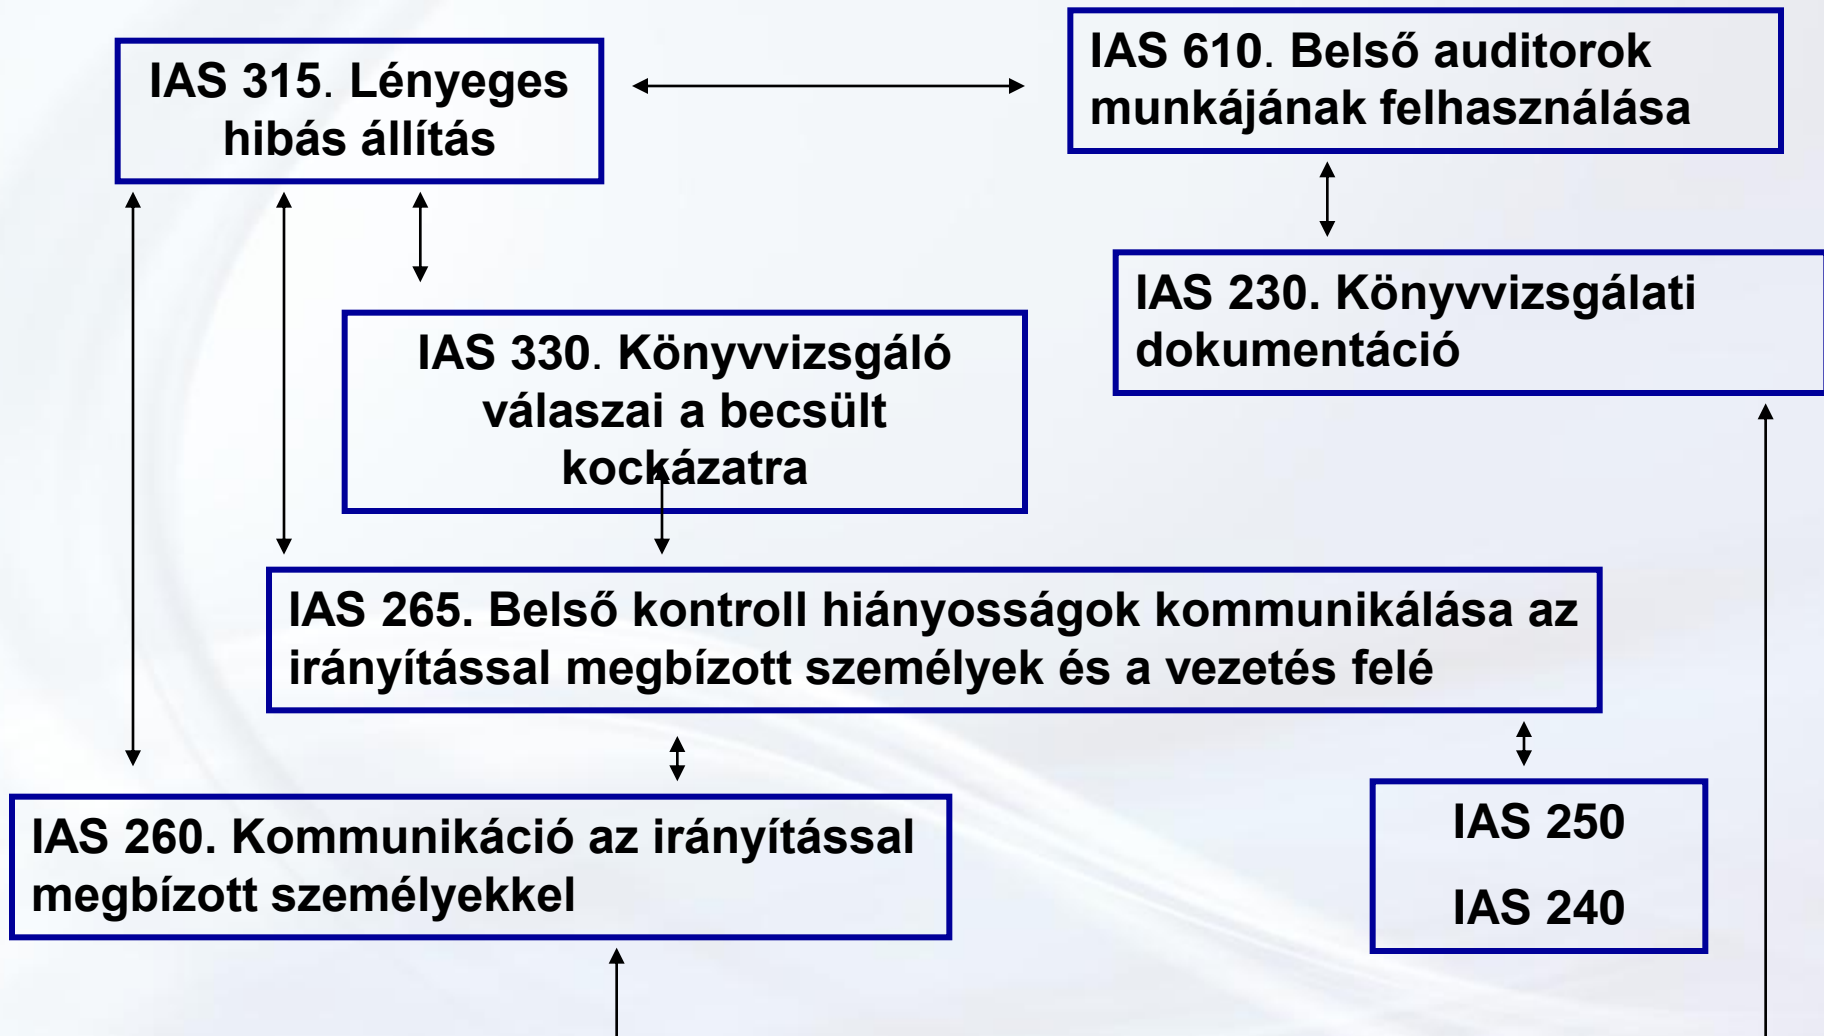 IAS 315. Lényeges
hibás állítás
IAS 610. Belső auditorok
munkájának felhasználása
IAS 230. Könyvvizsgálati
dokumentáció
IAS 330. Könyvvizsgáló
válaszai a becsült
kockázatra
IAS 265. Belső kontroll hiányosságok kommunikálása az
irányítással megbízott személyek és a vezetés felé
IAS 260. Kommunikáció az irányítással
megbízott személyekkel
IAS 250
IAS 240